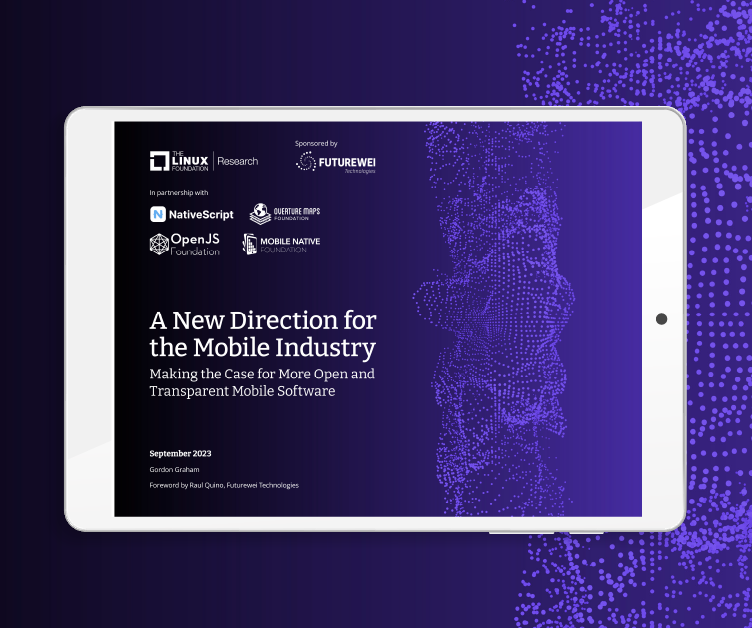 THE
LINUX
FOUNDATION
Research
Sponsored by
FUTUREWEI
Technologies
In partnership with
N NativeScript
OVERTURE MAPS
FOUNDATION
OpenJS
Foundation
MOBILE NATIVE
FOUNDATION
A New Direction for
the Mobile Industry
Making the Case for More Open and
Transparent Mobile Software
September 2023
Gordon Graham
Foreword by Raul Quino, Futurewei Technologies